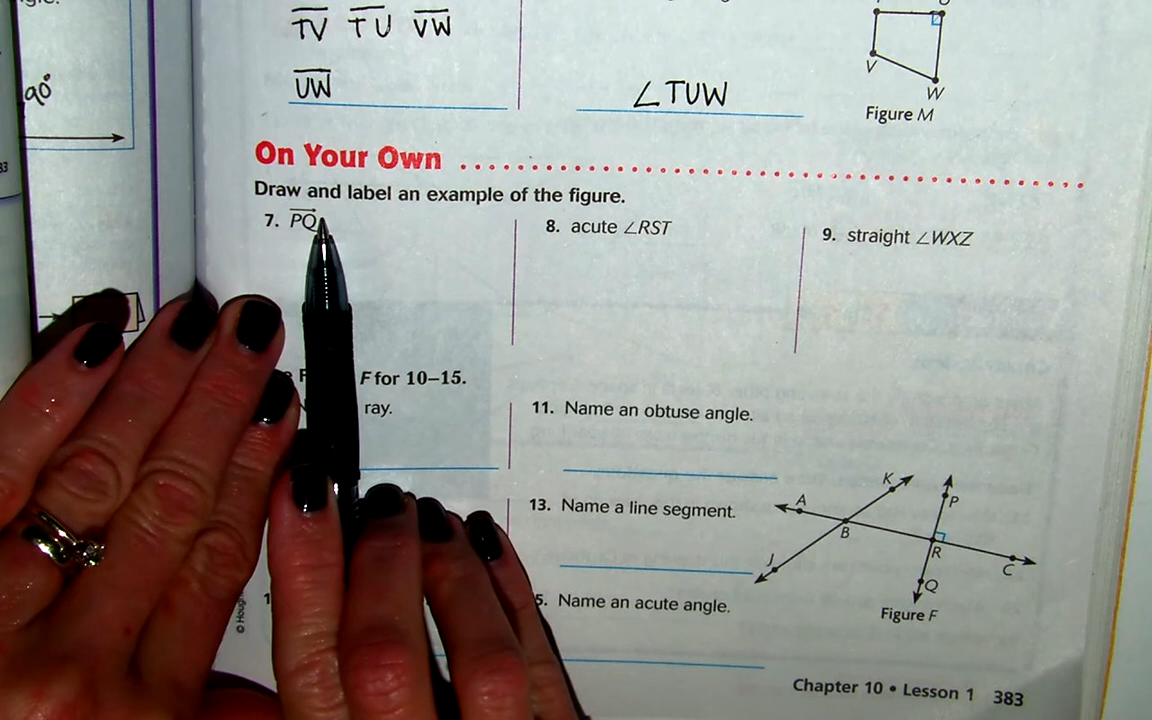 TV TU VW
UW
∠TUW
V
W
Figure M
90°
On Your Own
Draw and label an example of the figure.
7. PQ
8. acute ∠RST
9. straight ∠WXZ
F for 10–15.
ray.
11. Name an obtuse angle.
13. Name a line segment.
5. Name an acute angle.
K
P
A
B
R
J
C
Q
Figure F
Chapter 10 • Lesson 1 383